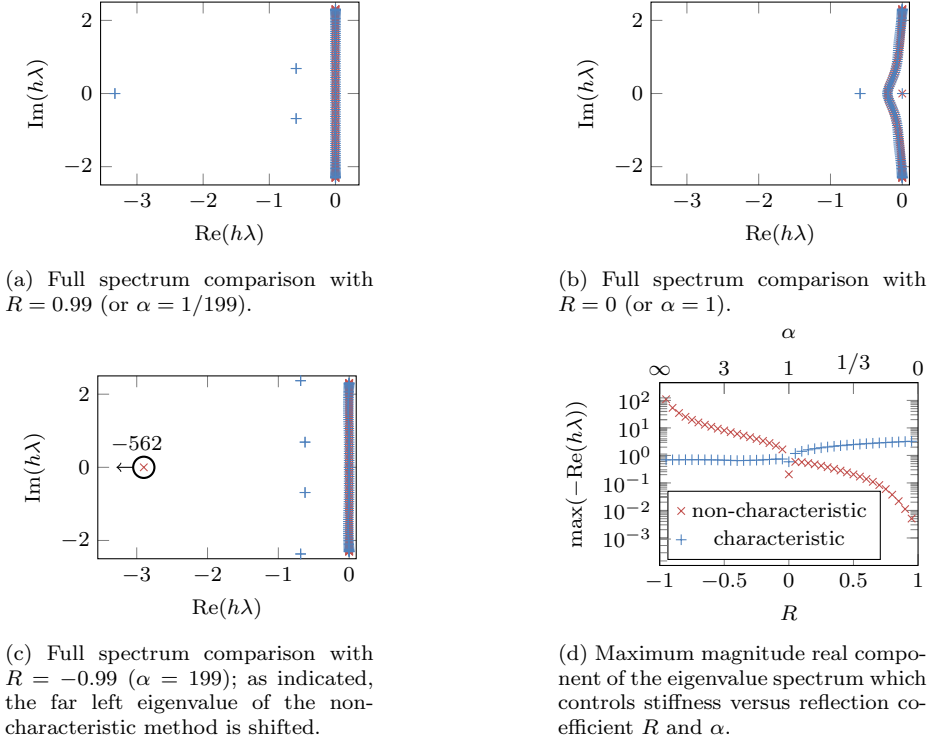 2
0
−2
Im(hλ)
−3
−2
−1
0
Re(hλ)
(a) Full spectrum comparison with
R = 0.99 (or α = 1/199).
2
0
−2
Im(hλ)
−3
−2
−1
0
Re(hλ)
(b) Full spectrum comparison with
R = 0 (or α = 1).
2
0
−2
Im(hλ)
−562
−3
−2
−1
0
Re(hλ)
(c) Full spectrum comparison with
R = −0.99 (α = 199); as indicated,
the far left eigenvalue of the non-
characteristic method is shifted.
α
∞
3
1
1/3
0
10^2
10^1
10^0
10^−1
10^−2
10^−3
max(−Re(hλ))
non-characteristic
characteristic
−1
−0.5
0
0.5
1
R
(d) Maximum magnitude real compo-
nent of the eigenvalue spectrum which
controls stiffness versus reflection co-
efficient R and α.